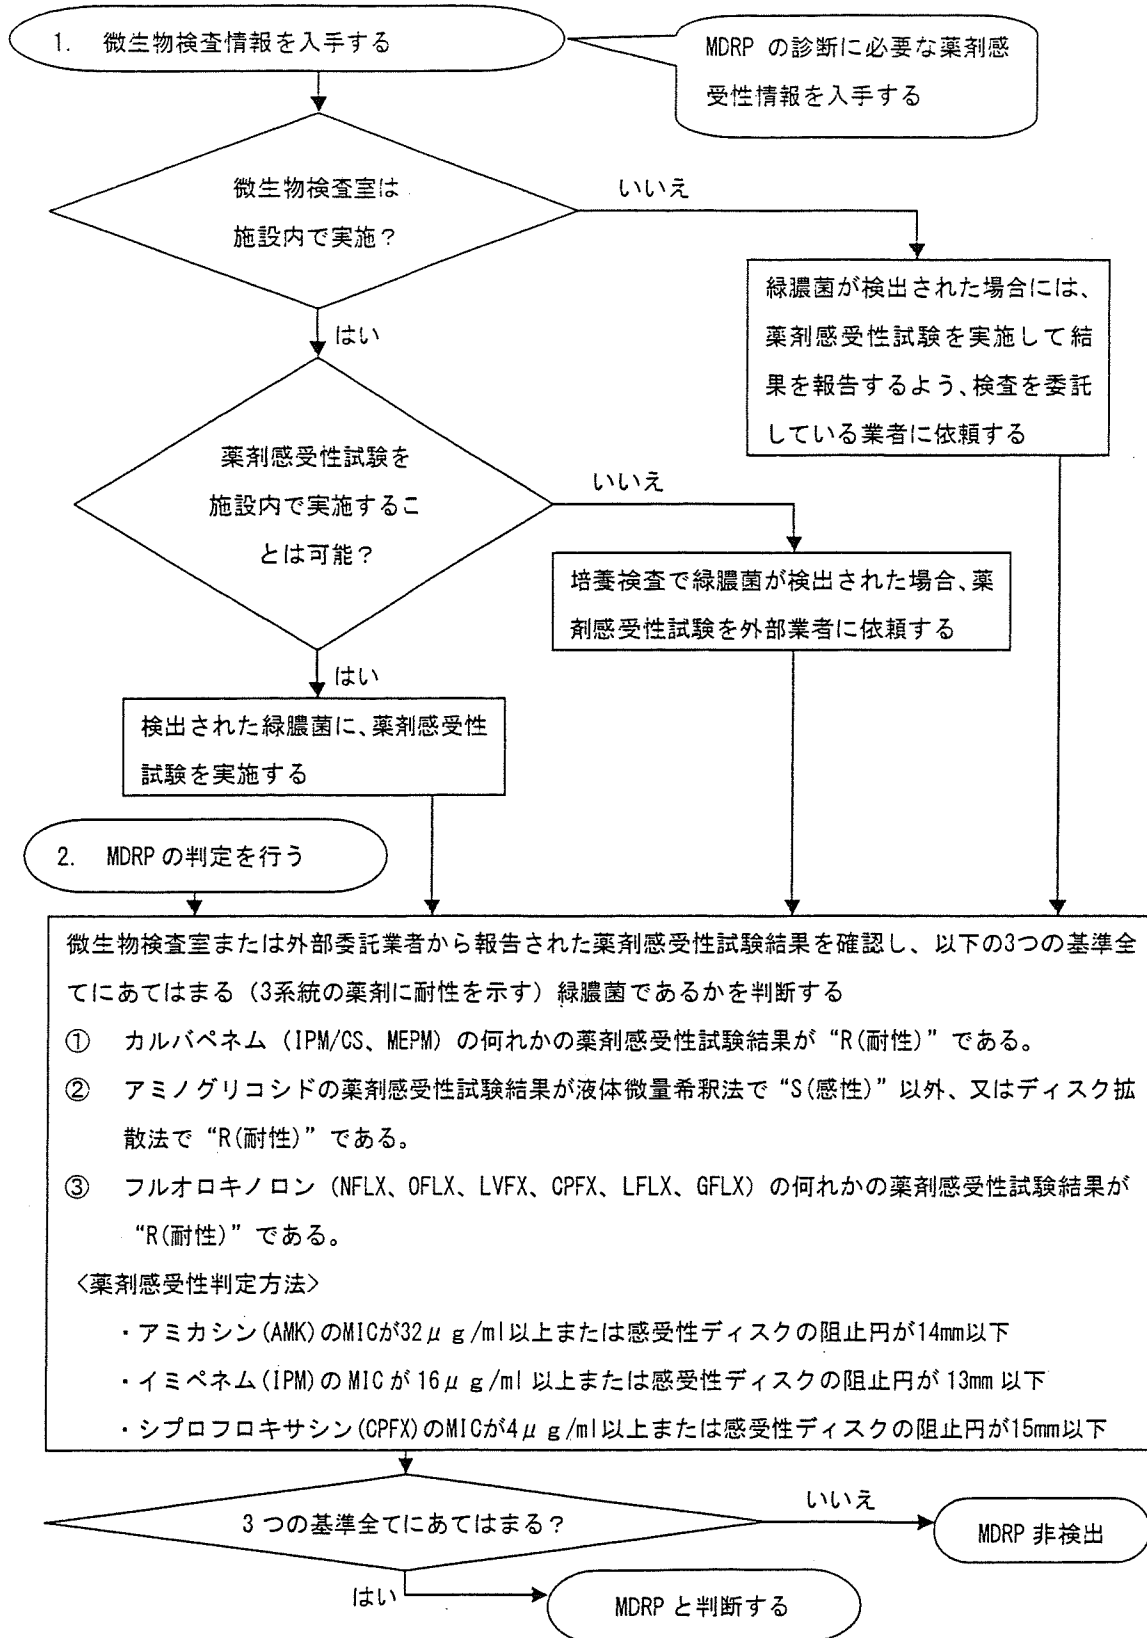 1. 微生物検査情報を入手する
MDRP の診断に必要な薬剤感
受性情報を入手する
微生物検査室は
施設内で実施？
いいえ
緑膿菌が検出された場合には、
薬剤感受性試験を実施して結
果を報告するよう、検査を委託
している業者に依頼する
はい
薬剤感受性試験を
施設内で実施するこ
とは可能？
いいえ
培養検査で緑膿菌が検出された場合、薬
剤感受性試験を外部業者に依頼する
はい
検出された緑膿菌に、薬剤感受性
試験を実施する
2. MDRP の判定を行う
微生物検査室または外部委託業者から報告された薬剤感受性試験結果を確認し、以下の3つの基準全
てにあてはまる（3系統の薬剤に耐性を示す）緑膿菌であるかを判断する
① カルバペネム（IPM/CS、MEPM）の何れかの薬剤感受性試験結果が“R(耐性)”である。
② アミノグリコシドの薬剤感受性試験結果が液体微量希釈法で“S(感性)”以外、又はディスク拡
散法で“R(耐性)”である。
③ フルオロキノロン（NFLX、OFLX、LVFX、CPFX、LFLX、GFLX）の何れかの薬剤感受性試験結果が
“R(耐性)”である。
<薬剤感受性判定方法>
・アミカシン(AMK)のMICが32μg/ml以上または感受性ディスクの阻止円が14mm以下
・イミペネム(IPM)のMICが16μg/ml以上または感受性ディスクの阻止円が13mm以下
・シプロフロキサシン(CPFX)のMICが4μg/ml以上または感受性ディスクの阻止円が15mm以下
3つの基準全てにあてはまる？
いいえ
MDRP 非検出
はい
MDRP と判断する